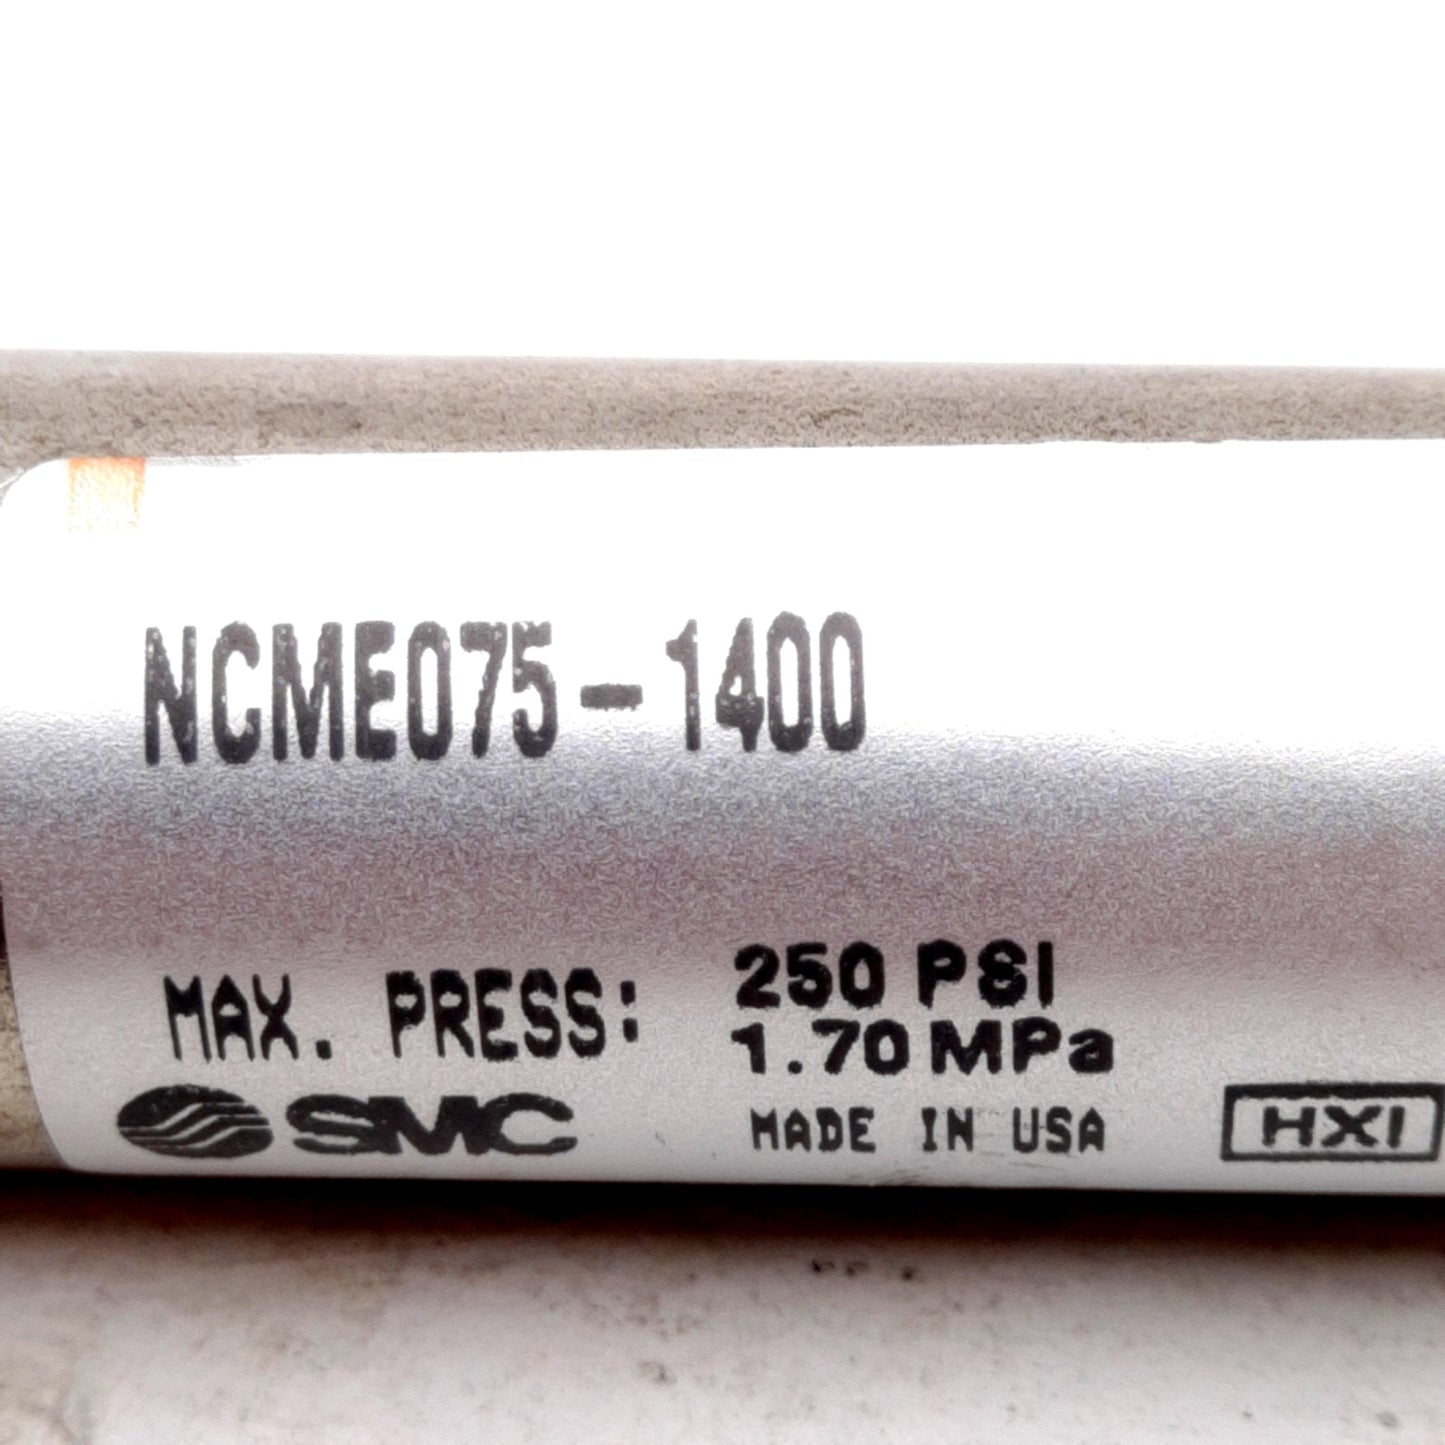 NCME075-1400
MAX. PRESS: 250 PSI
1.70 MPa
SMC MADE IN USA HXI